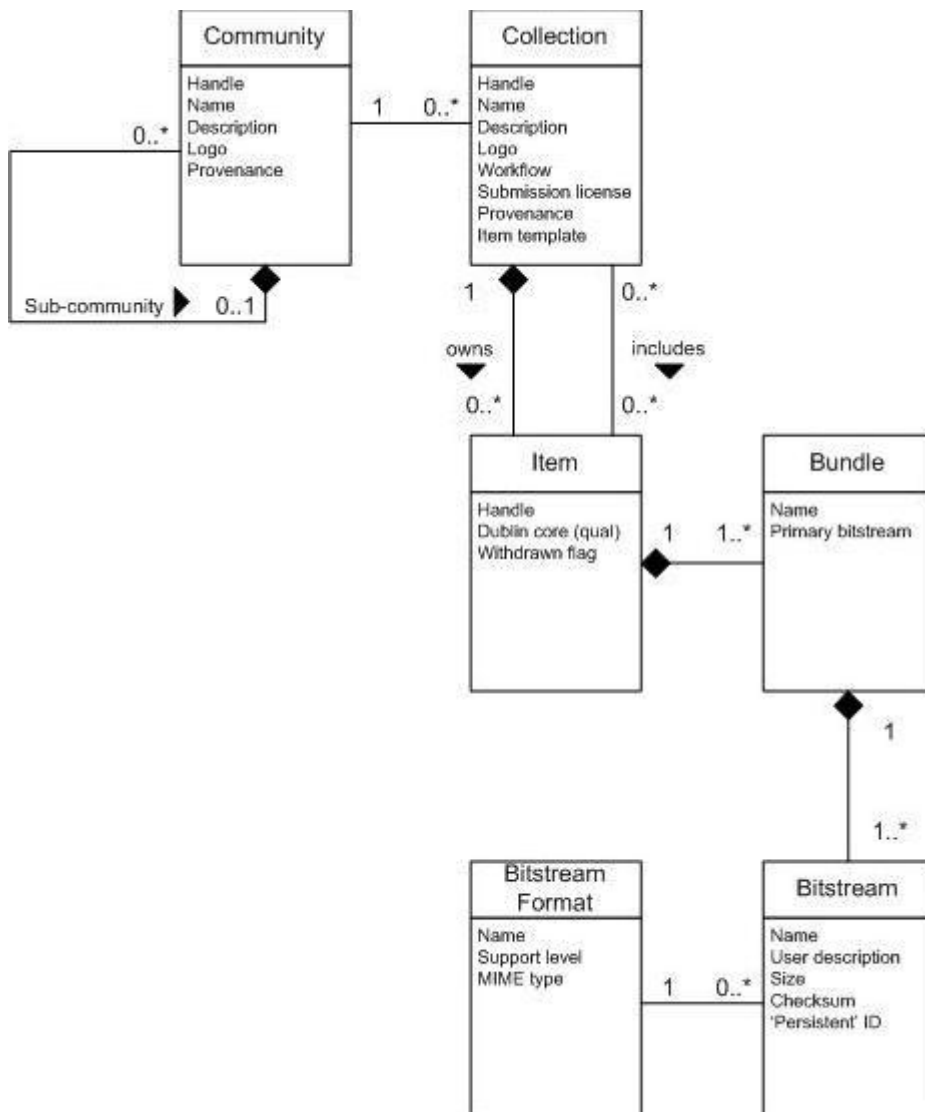 Community
Handle
Name
Description
Logo
Provenance
Collection
Handle
Name
Description
Logo
Workflow
Submission license
Provenance
Item template
1
0..*
0..*
Sub-community
0..1
1
0..*
owns
includes
0..*
0..*
Item
Handle
Dublin core (qual)
Withdrawn flag
Bundle
Name
Primary bitstream
1
1..*
1
1..*
Bitstream
Format
Name
Support level
MIME type
Bitstream
Name
User description
Size
Checksum
'Persistent' ID
1
0..*